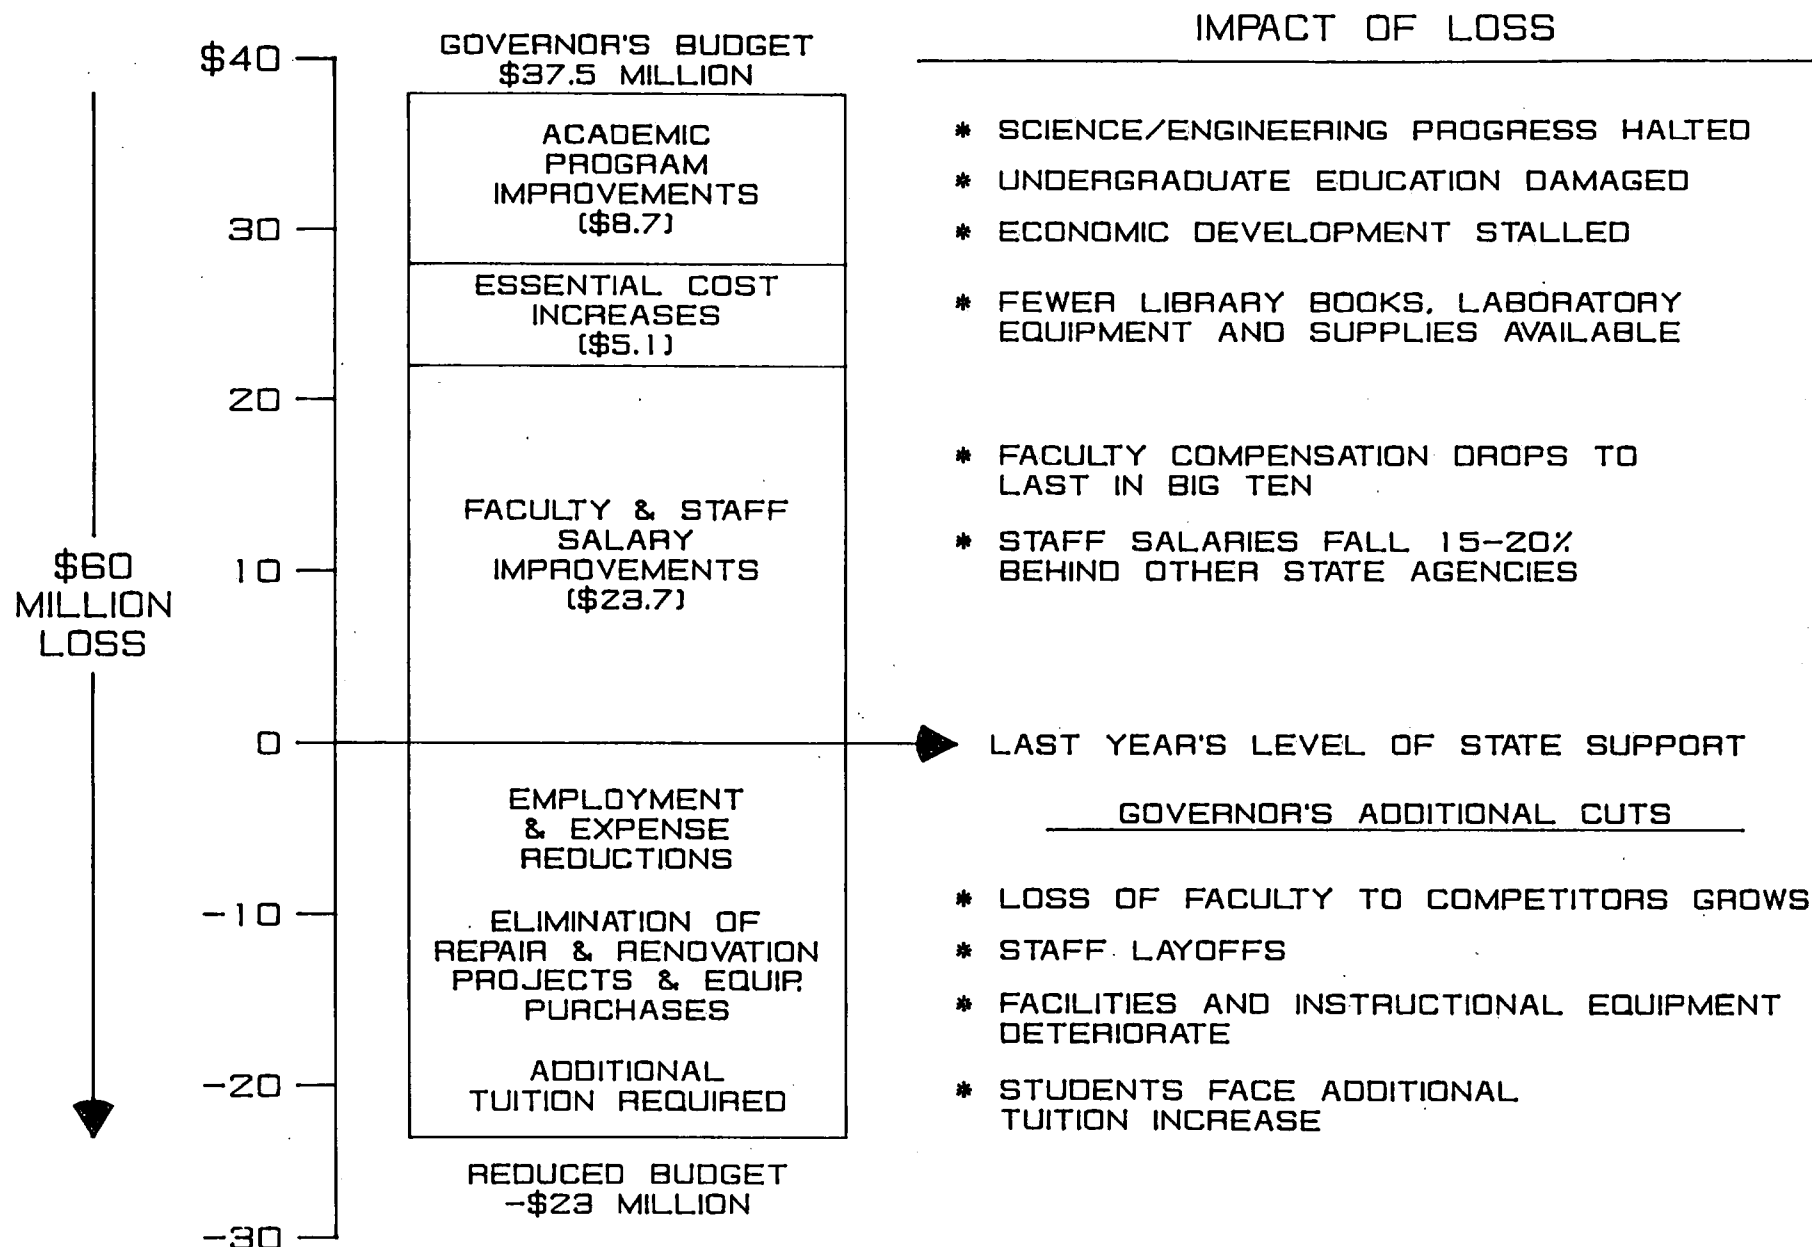 $40
30
20
10
0
-10
-20
-30
$60
MILLION
LOSS
GOVERNOR'S BUDGET
$37.5 MILLION
ACADEMIC
PROGRAM
IMPROVEMENTS
($8.7)
ESSENTIAL COST
INCREASES
($5.1)
FACULTY & STAFF
SALARY
IMPROVEMENTS
($23.7)
EMPLOYMENT
& EXPENSE
REDUCTIONS
ELIMINATION OF
REPAIR & RENOVATION
PROJECTS & EQUIP.
PURCHASES
ADDITIONAL
TUITION REQUIRED
REDUCED BUDGET
-$23 MILLION
IMPACT OF LOSS
* SCIENCE/ENGINEERING PROGRESS HALTED
* UNDERGRADUATE EDUCATION DAMAGED
* ECONOMIC DEVELOPMENT STALLED
* FEWER LIBRARY BOOKS, LABORATORY
EQUIPMENT AND SUPPLIES AVAILABLE
* FACULTY COMPENSATION DROPS TO
LAST IN BIG TEN
* STAFF SALARIES FALL 15-20%
BEHIND OTHER STATE AGENCIES
LAST YEAR'S LEVEL OF STATE SUPPORT
GOVERNOR'S ADDITIONAL CUTS
* LOSS OF FACULTY TO COMPETITORS GROWS
* STAFF LAYOFFS
* FACILITIES AND INSTRUCTIONAL EQUIPMENT
DETERIORATE
* STUDENTS FACE ADDITIONAL
TUITION INCREASE